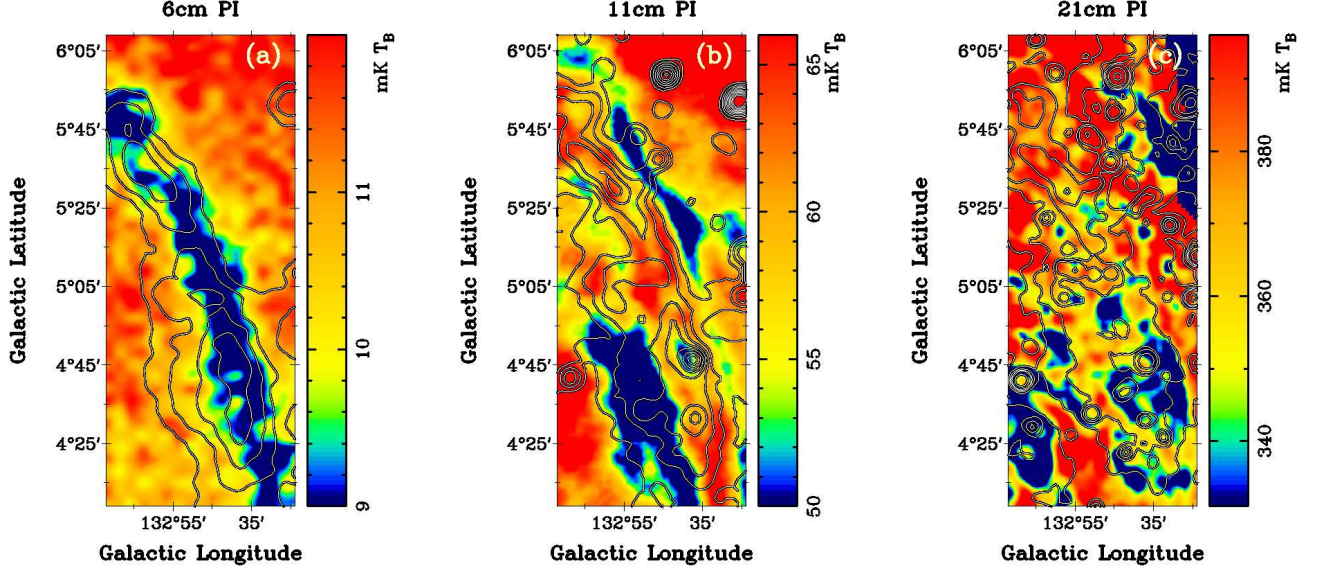 6cm PI
11cm PI
21cm PI
(a)
(b)
(c)
6°05′
5°45′
5°25′
5°05′
4°45′
4°25′
Galactic Latitude
132°55′ 35′
Galactic Longitude
mK T_B
11
10
9
6°05′
5°45′
5°25′
5°05′
4°45′
4°25′
Galactic Latitude
132°55′ 35′
Galactic Longitude
mK T_B
65
60
55
50
6°05′
5°45′
5°25′
5°05′
4°45′
4°25′
Galactic Latitude
132°55′ 35′
Galactic Longitude
mK T_B
380
360
340